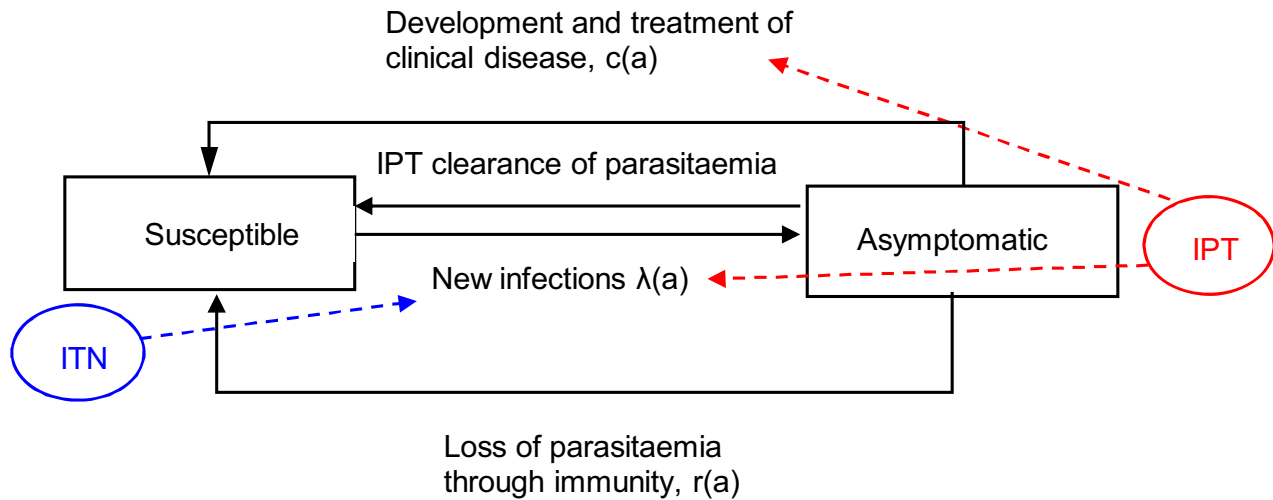 Development and treatment of
clinical disease, c(a)
IPT clearance of parasitaemia
Susceptible
Asymptomatic
IPT
New infections λ(a)
ITN
Loss of parasitaemia
through immunity, r(a)